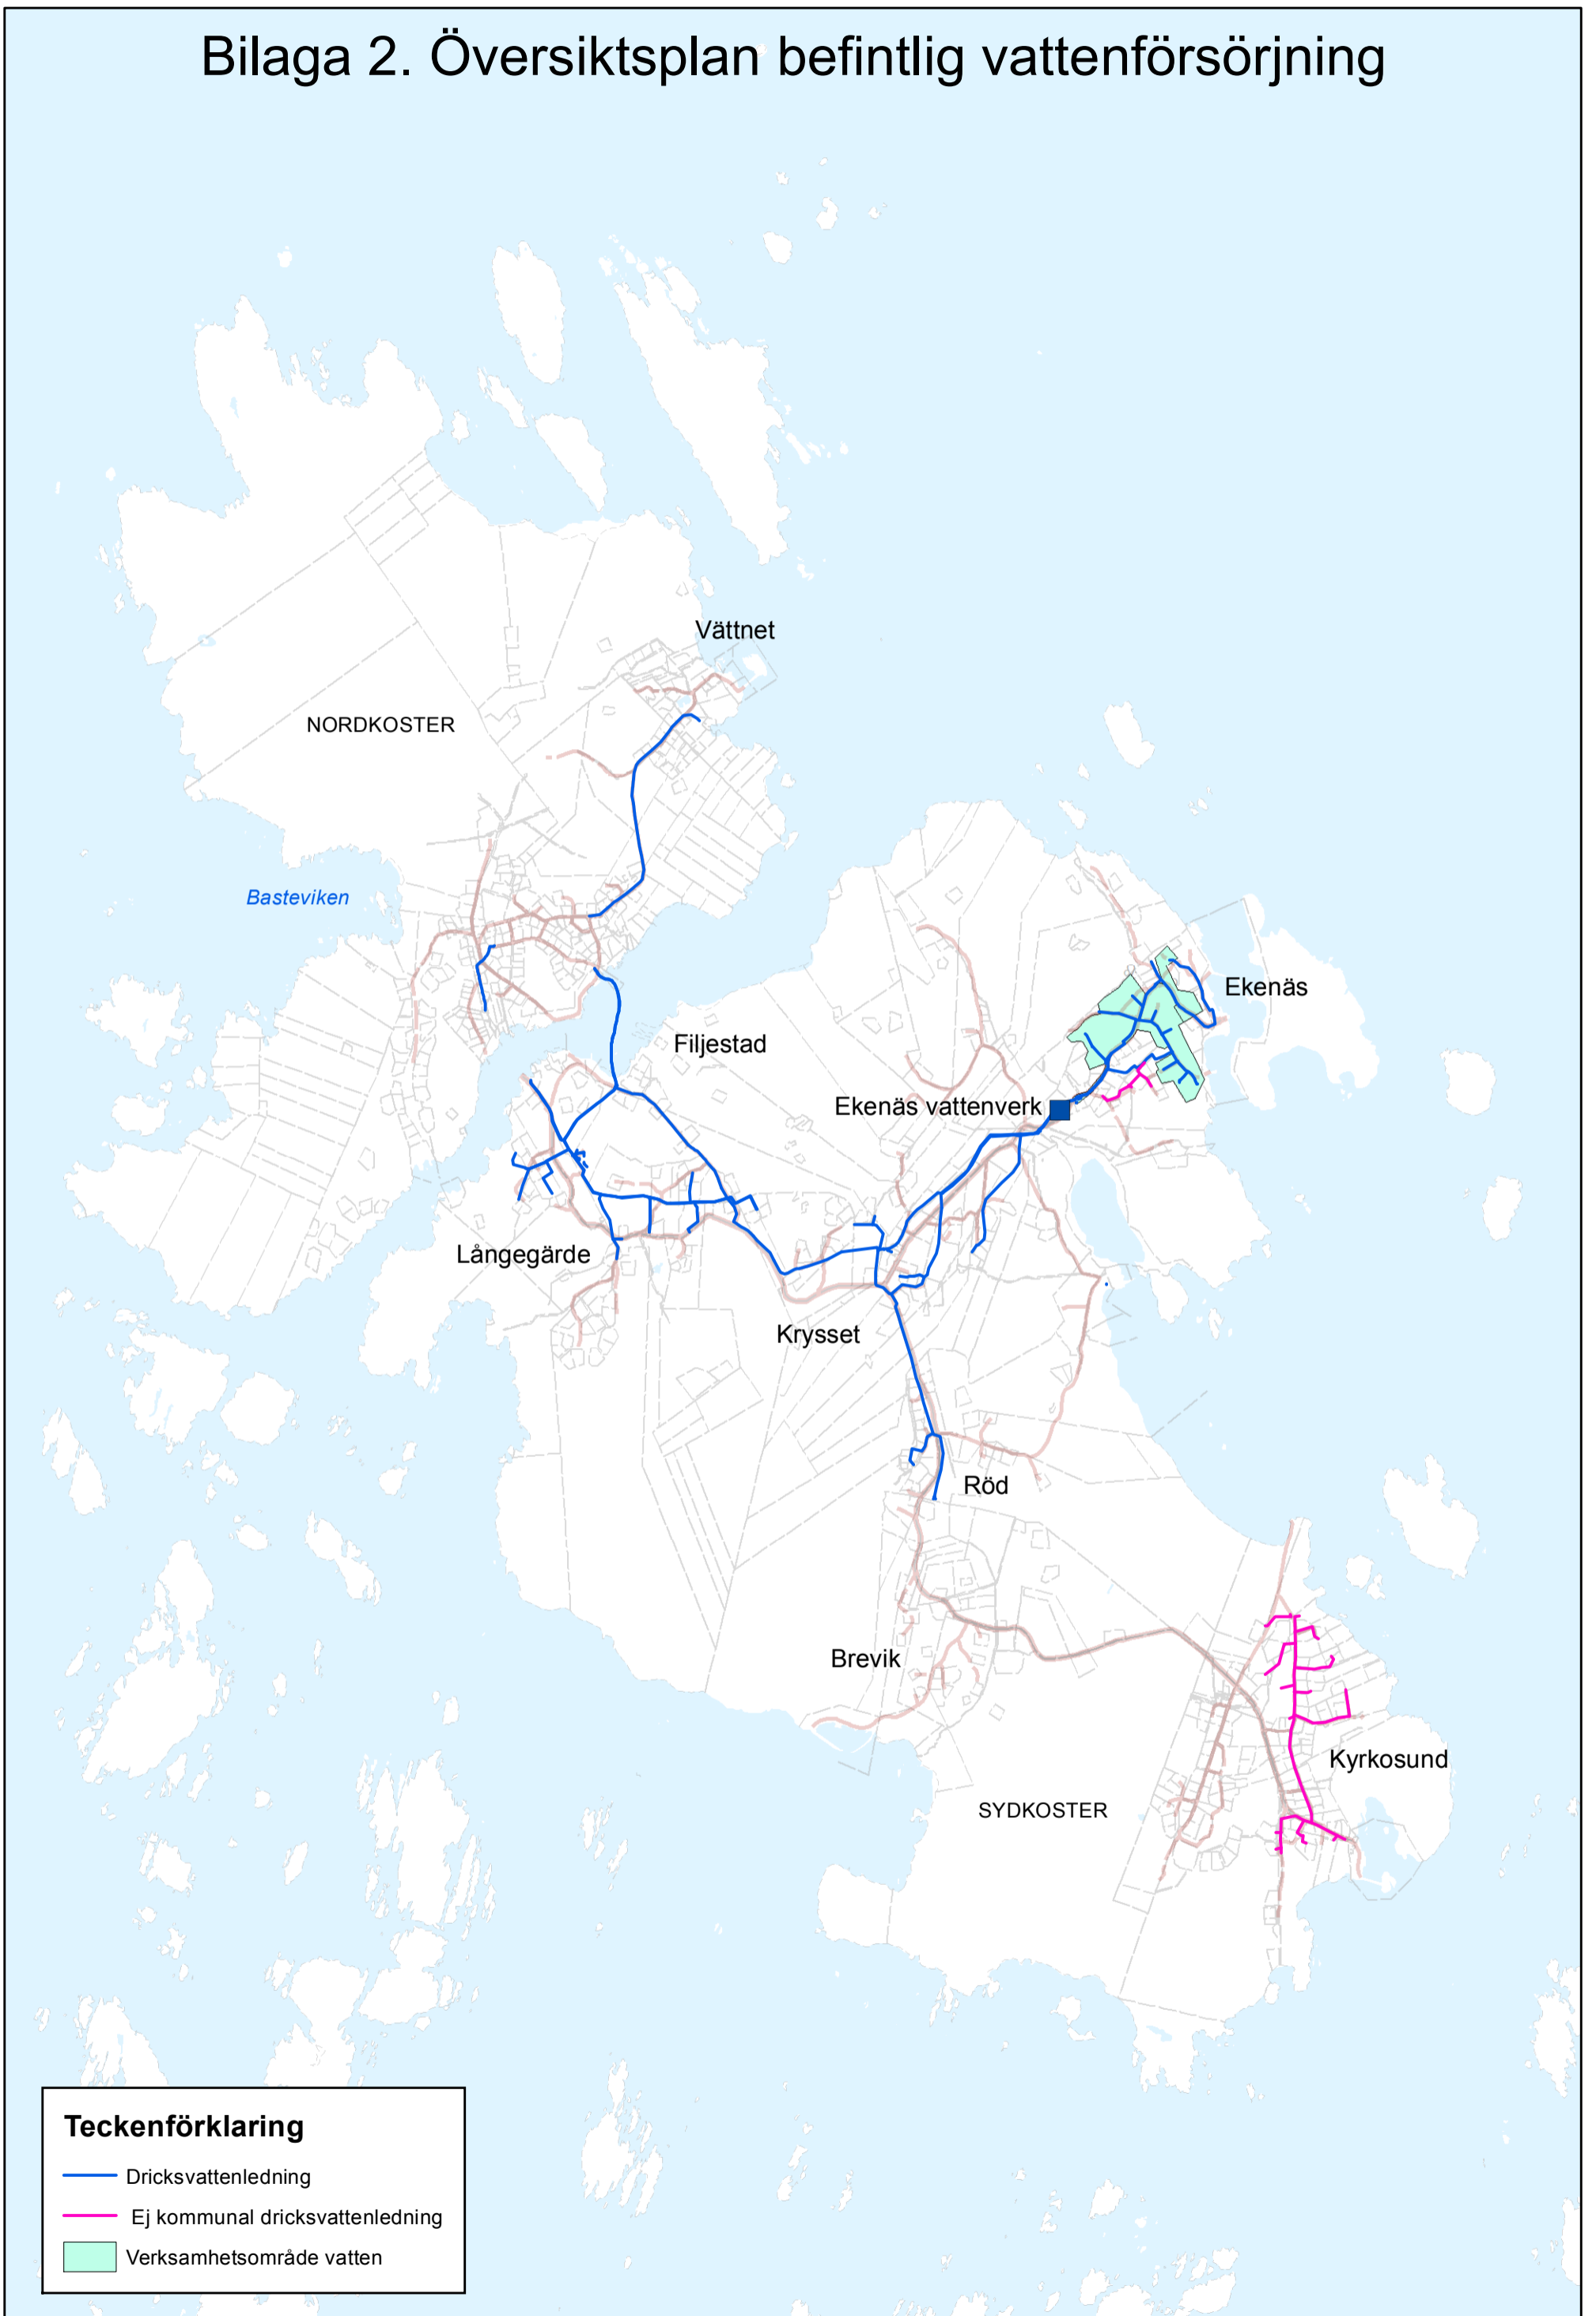 Bilaga 2. Översiktsplan befintlig vattenförsörjning
Vättnet
NORDKOSTER
Basteviken
Ekenäs
Filjestad
Ekenäs vattenverk
Långegärde
Krysset
Röd
Brevik
Kyrkosund
SYDKOSTER
Teckenförklaring
Dricksvattenledning
Ej kommunal dricksvattenledning
Verksamhetsområde vatten